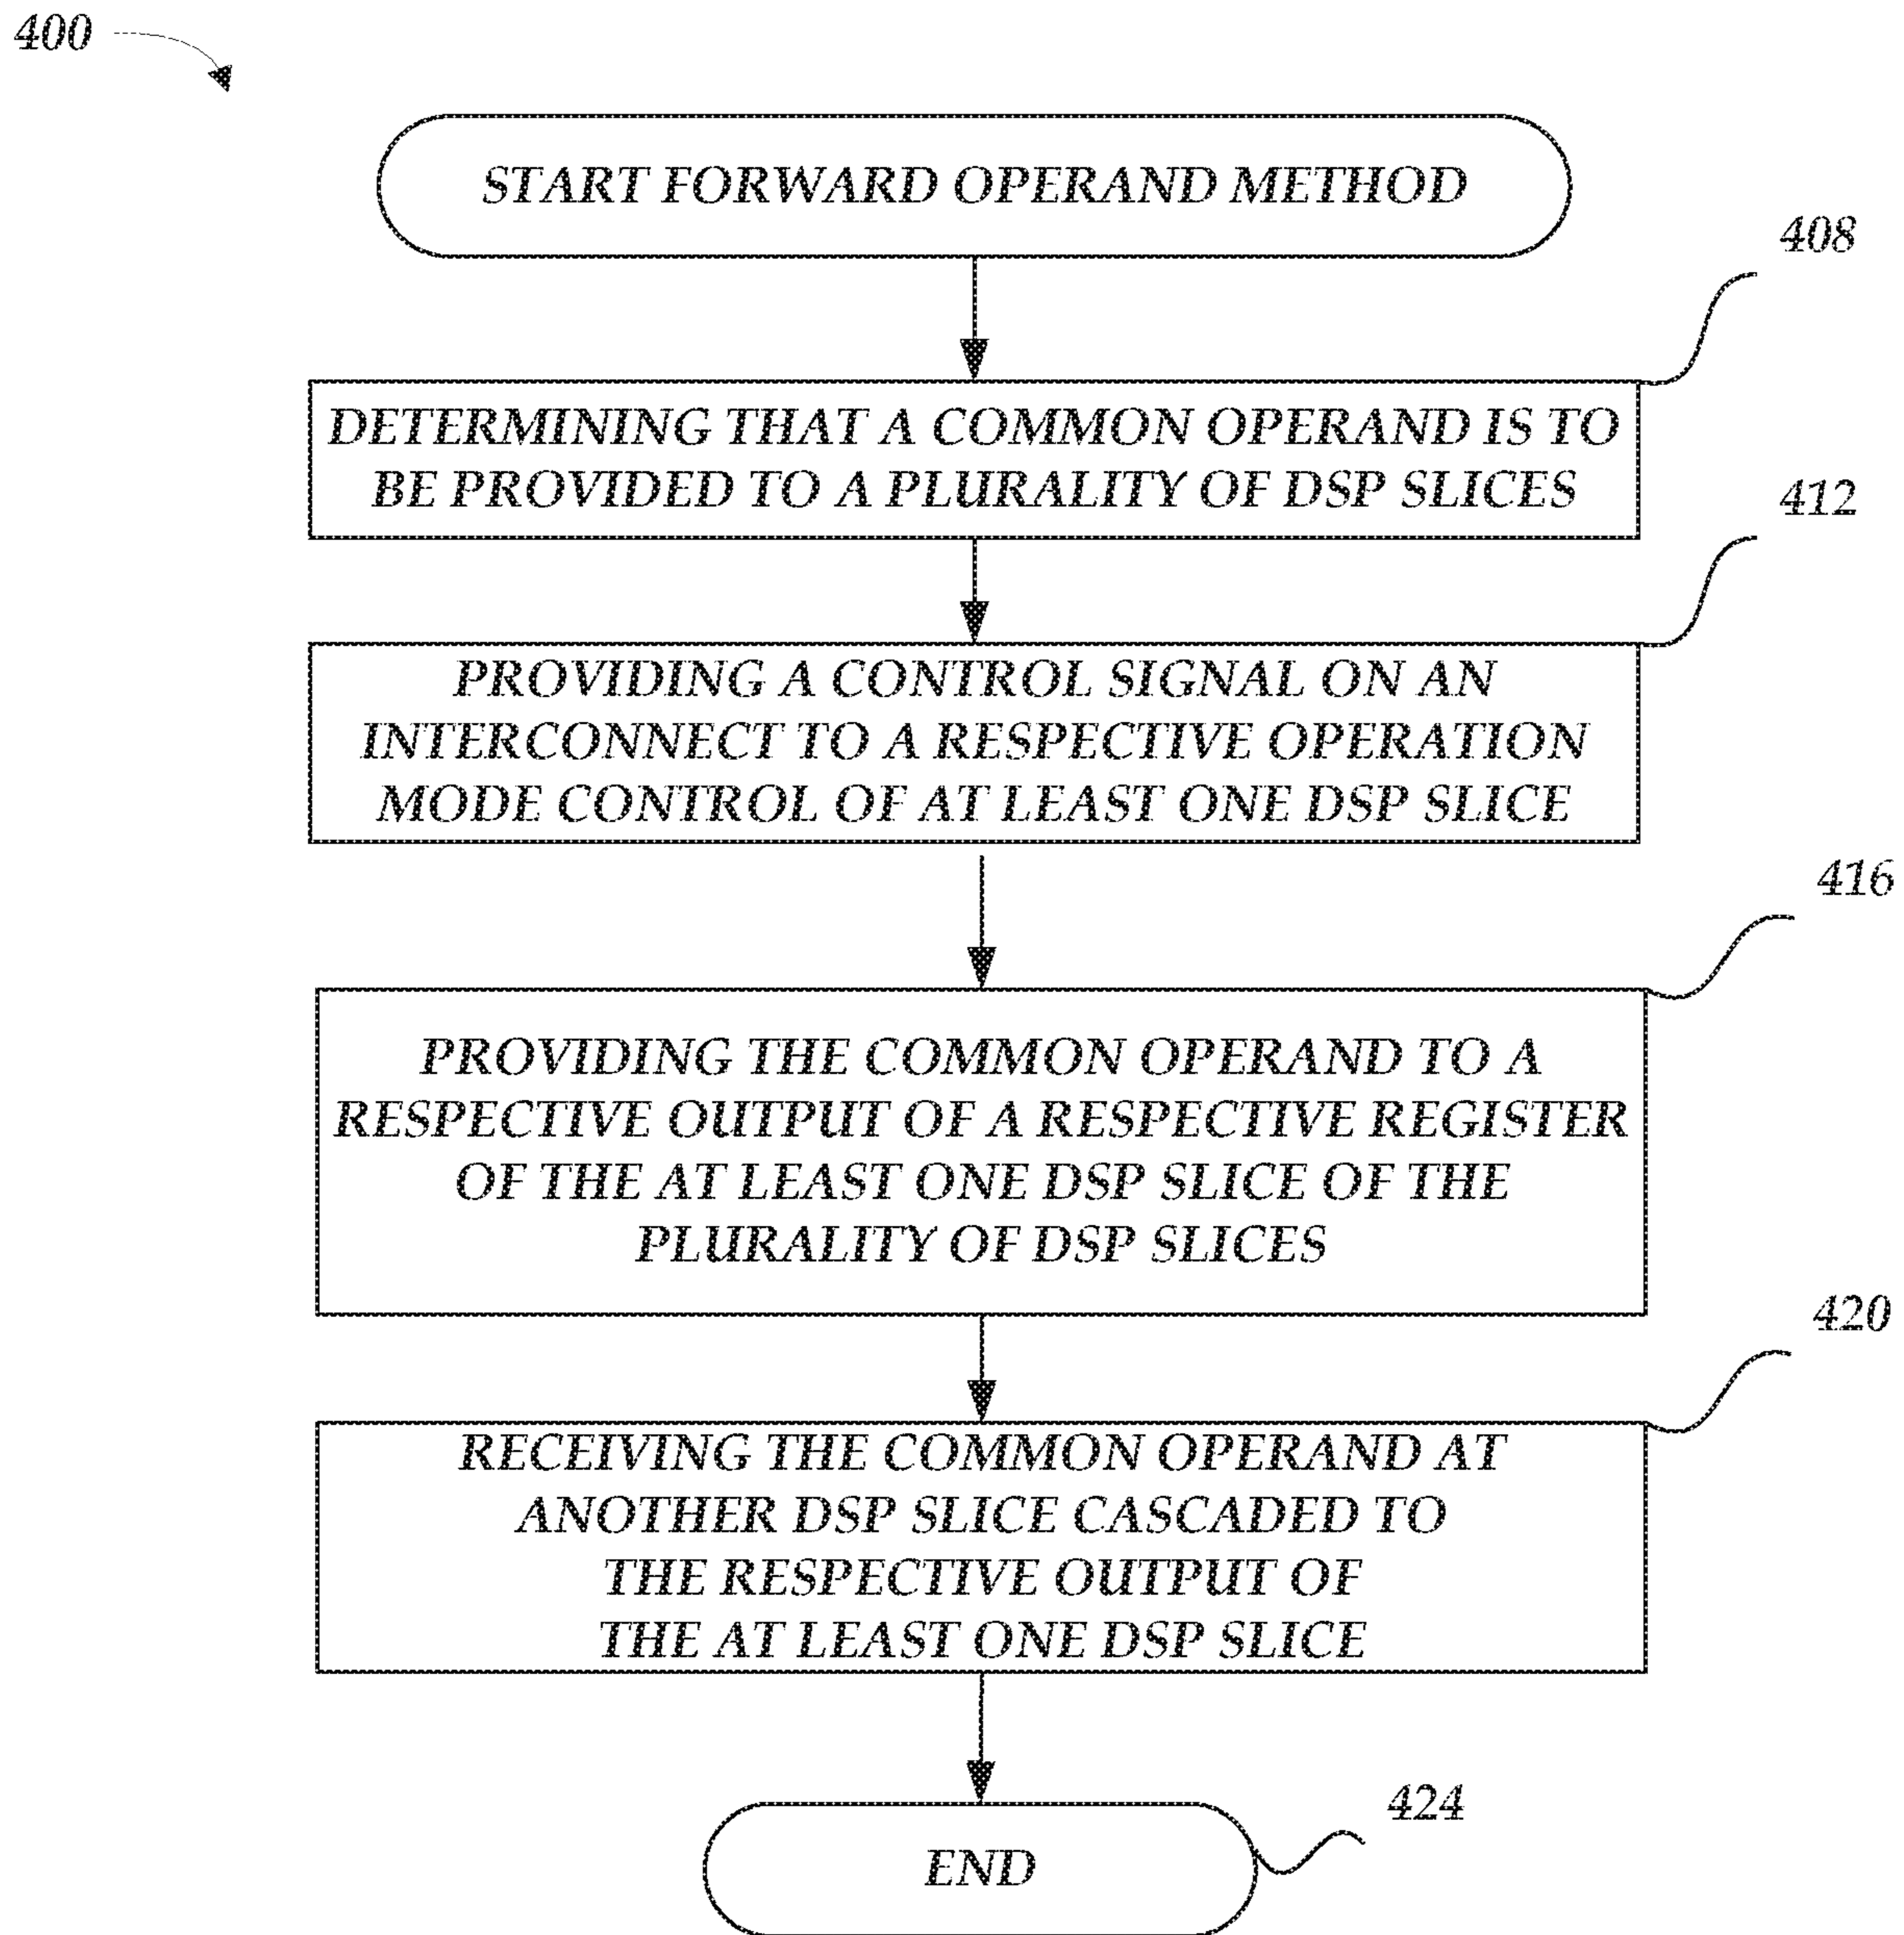 400
START FORWARD OPERAND METHOD
408
DETERMINING THAT A COMMON OPERAND IS TO
BE PROVIDED TO A PLURALITY OF DSP SLICES
412
PROVIDING A CONTROL SIGNAL ON AN
INTERCONNECT TO A RESPECTIVE OPERATION
MODE CONTROL OF AT LEAST ONE DSP SLICE
416
PROVIDING THE COMMON OPERAND TO A
RESPECTIVE OUTPUT OF A RESPECTIVE REGISTER
OF THE AT LEAST ONE DSP SLICE OF THE
PLURALITY OF DSP SLICES
420
RECEIVING THE COMMON OPERAND AT
ANOTHER DSP SLICE CASCADED TO
THE RESPECTIVE OUTPUT OF
THE AT LEAST ONE DSP SLICE
424
END